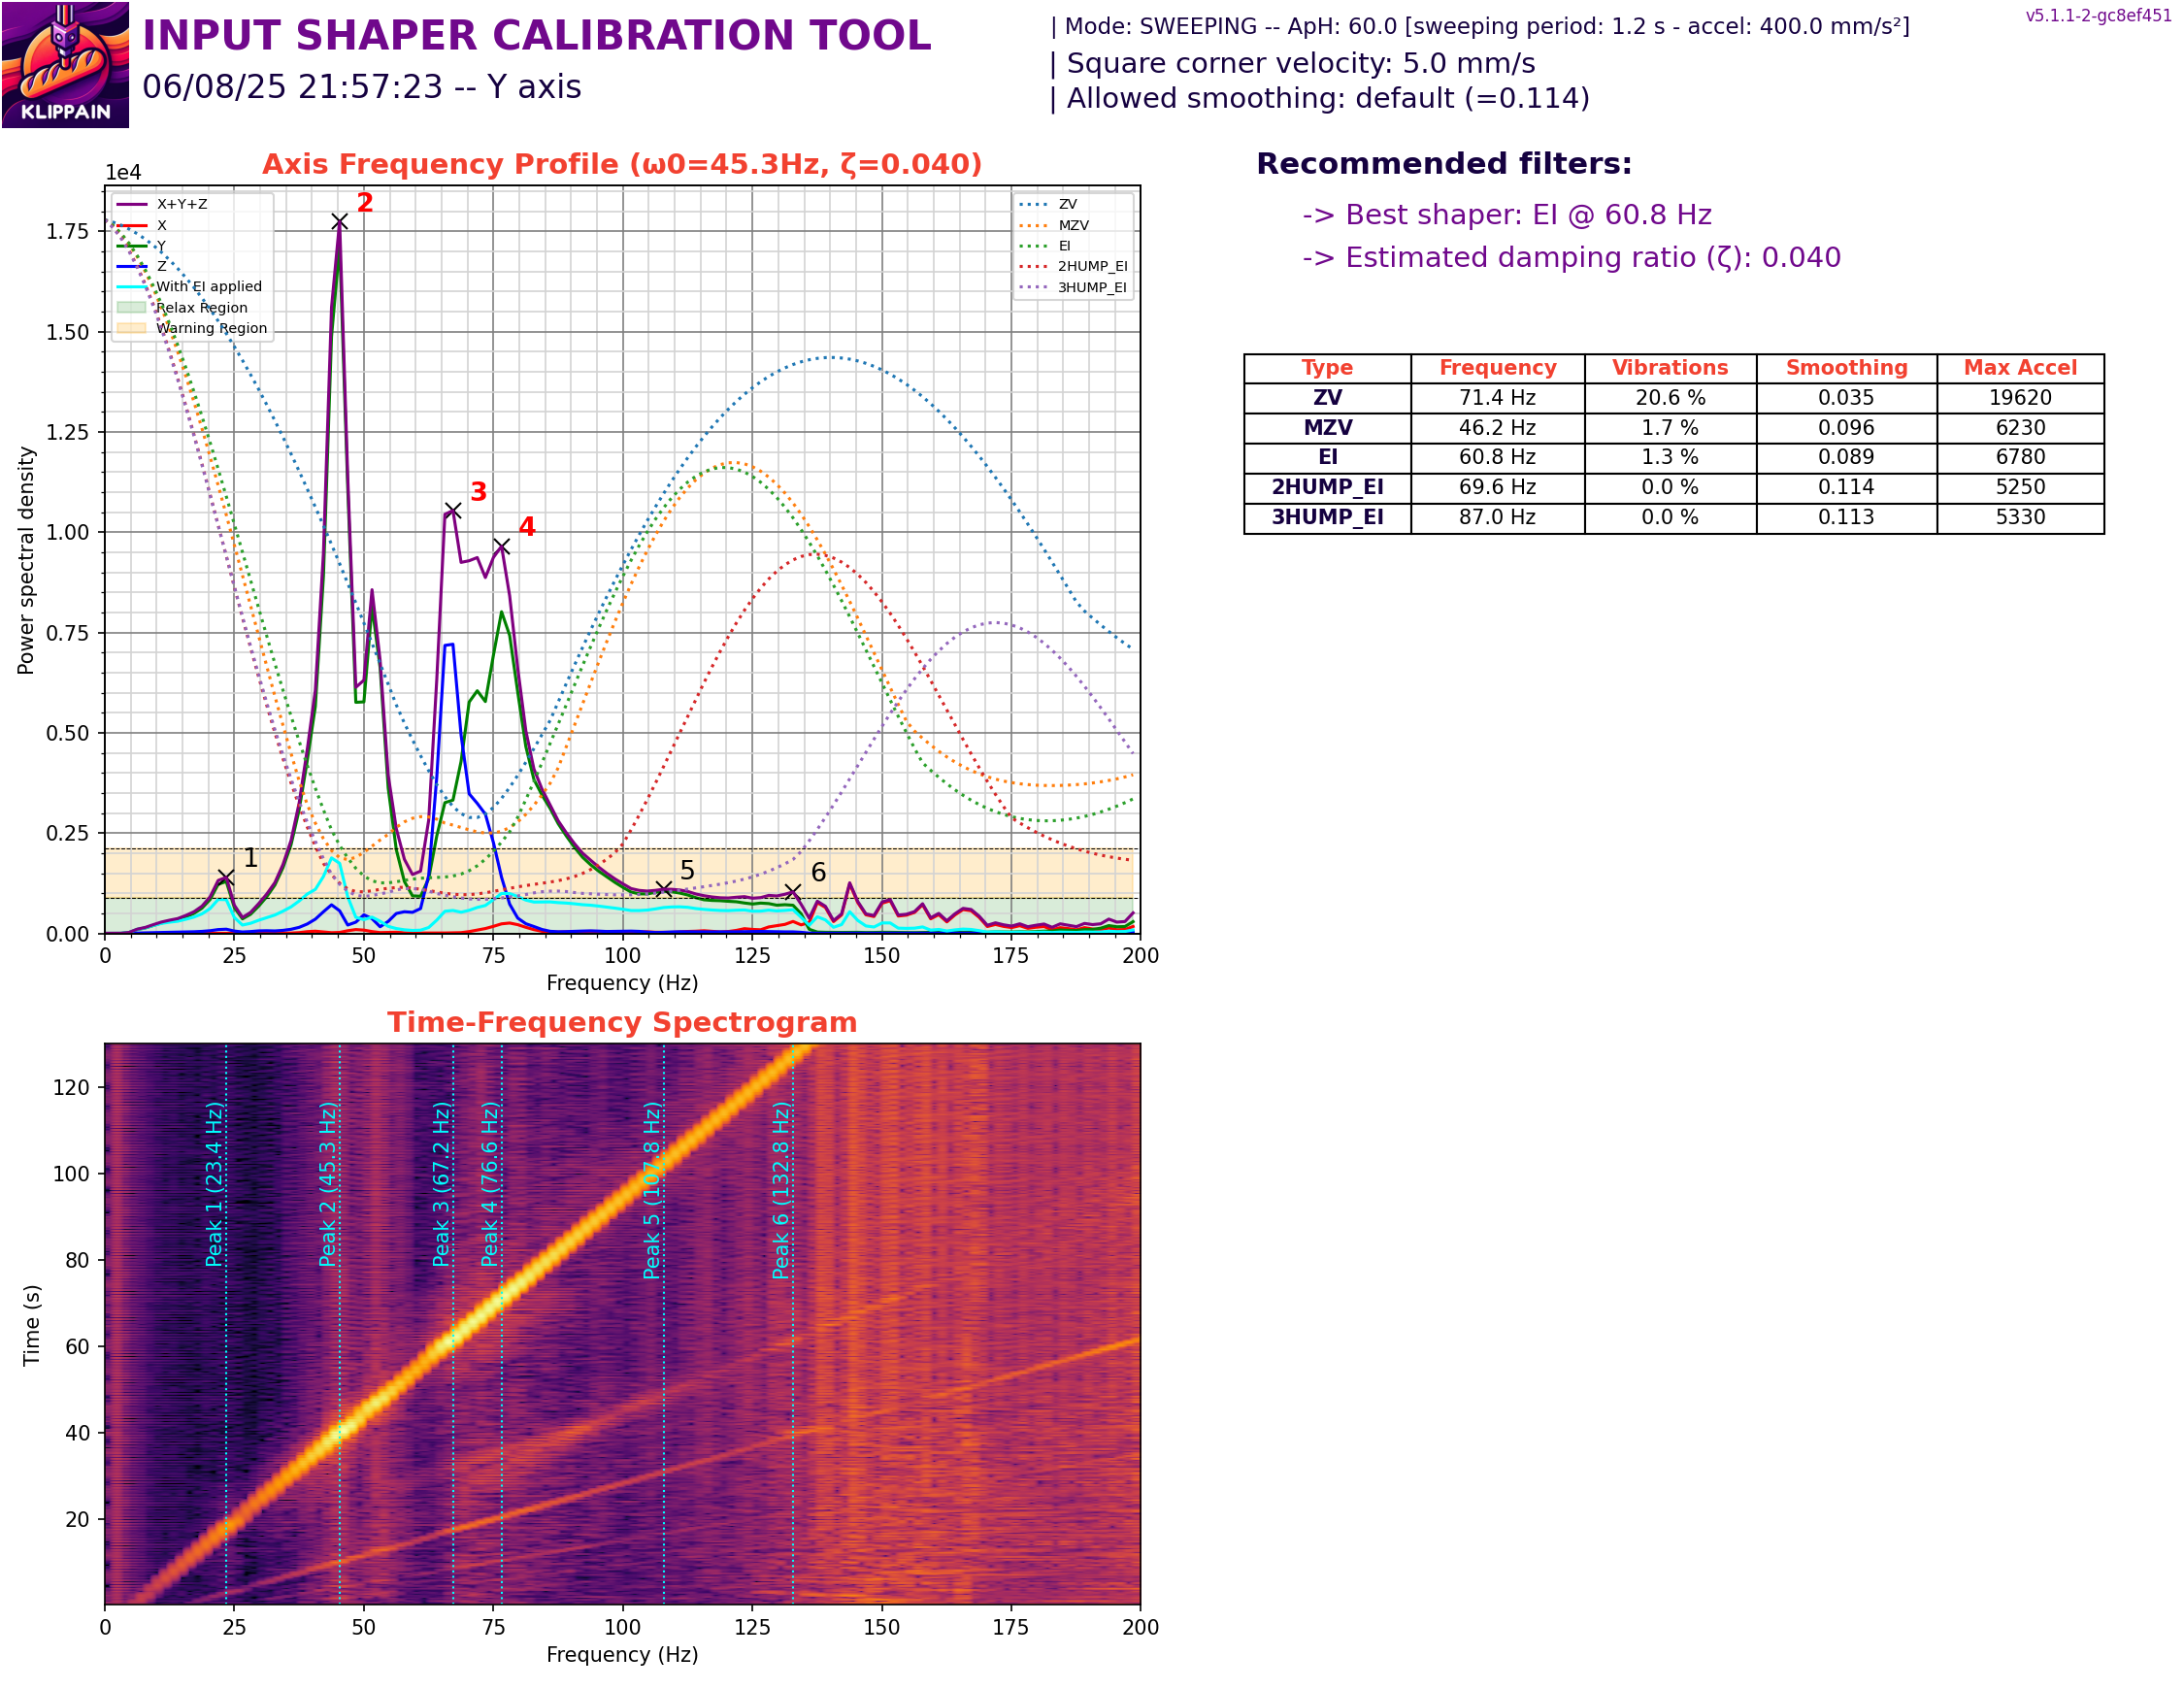 KLIPPAIN
INPUT SHAPER CALIBRATION TOOL
06/08/25 21:57:23 -- Y axis
| Mode: SWEEPING -- ApH: 60.0 [sweeping period: 1.2 s - accel: 400.0 mm/s²]
| Square corner velocity: 5.0 mm/s
| Allowed smoothing: default (=0.114)
v5.1.1-2-gc8ef451
Axis Frequency Profile (ω0=45.3Hz, ζ=0.040)
1e4
X+Y+Z
X
Y
Z
With EI applied
Relax Region
Warning Region
ZV
MZV
EI
2HUMP_EI
3HUMP_EI
1
2
3
4
5
6
Power spectral density
1.75
1.50
1.25
1.00
0.75
0.50
0.25
0.00
0 25 50 75 100 125 150 175 200
Frequency (Hz)
Recommended filters:
-> Best shaper: EI @ 60.8 Hz
-> Estimated damping ratio (ζ): 0.040
Type Frequency Vibrations Smoothing Max Accel
ZV 71.4 Hz 20.6 % 0.035 19620
MZV 46.2 Hz 1.7 % 0.096 6230
EI 60.8 Hz 1.3 % 0.089 6780
2HUMP_EI 69.6 Hz 0.0 % 0.114 5250
3HUMP_EI 87.0 Hz 0.0 % 0.113 5330
Time-Frequency Spectrogram
Time (s)
120
100
80
60
40
20
Peak 1 (23.4 Hz)
Peak 2 (45.3 Hz)
Peak 3 (67.2 Hz)
Peak 4 (76.6 Hz)
Peak 5 (107.8 Hz)
Peak 6 (132.8 Hz)
0 25 50 75 100 125 150 175 200
Frequency (Hz)